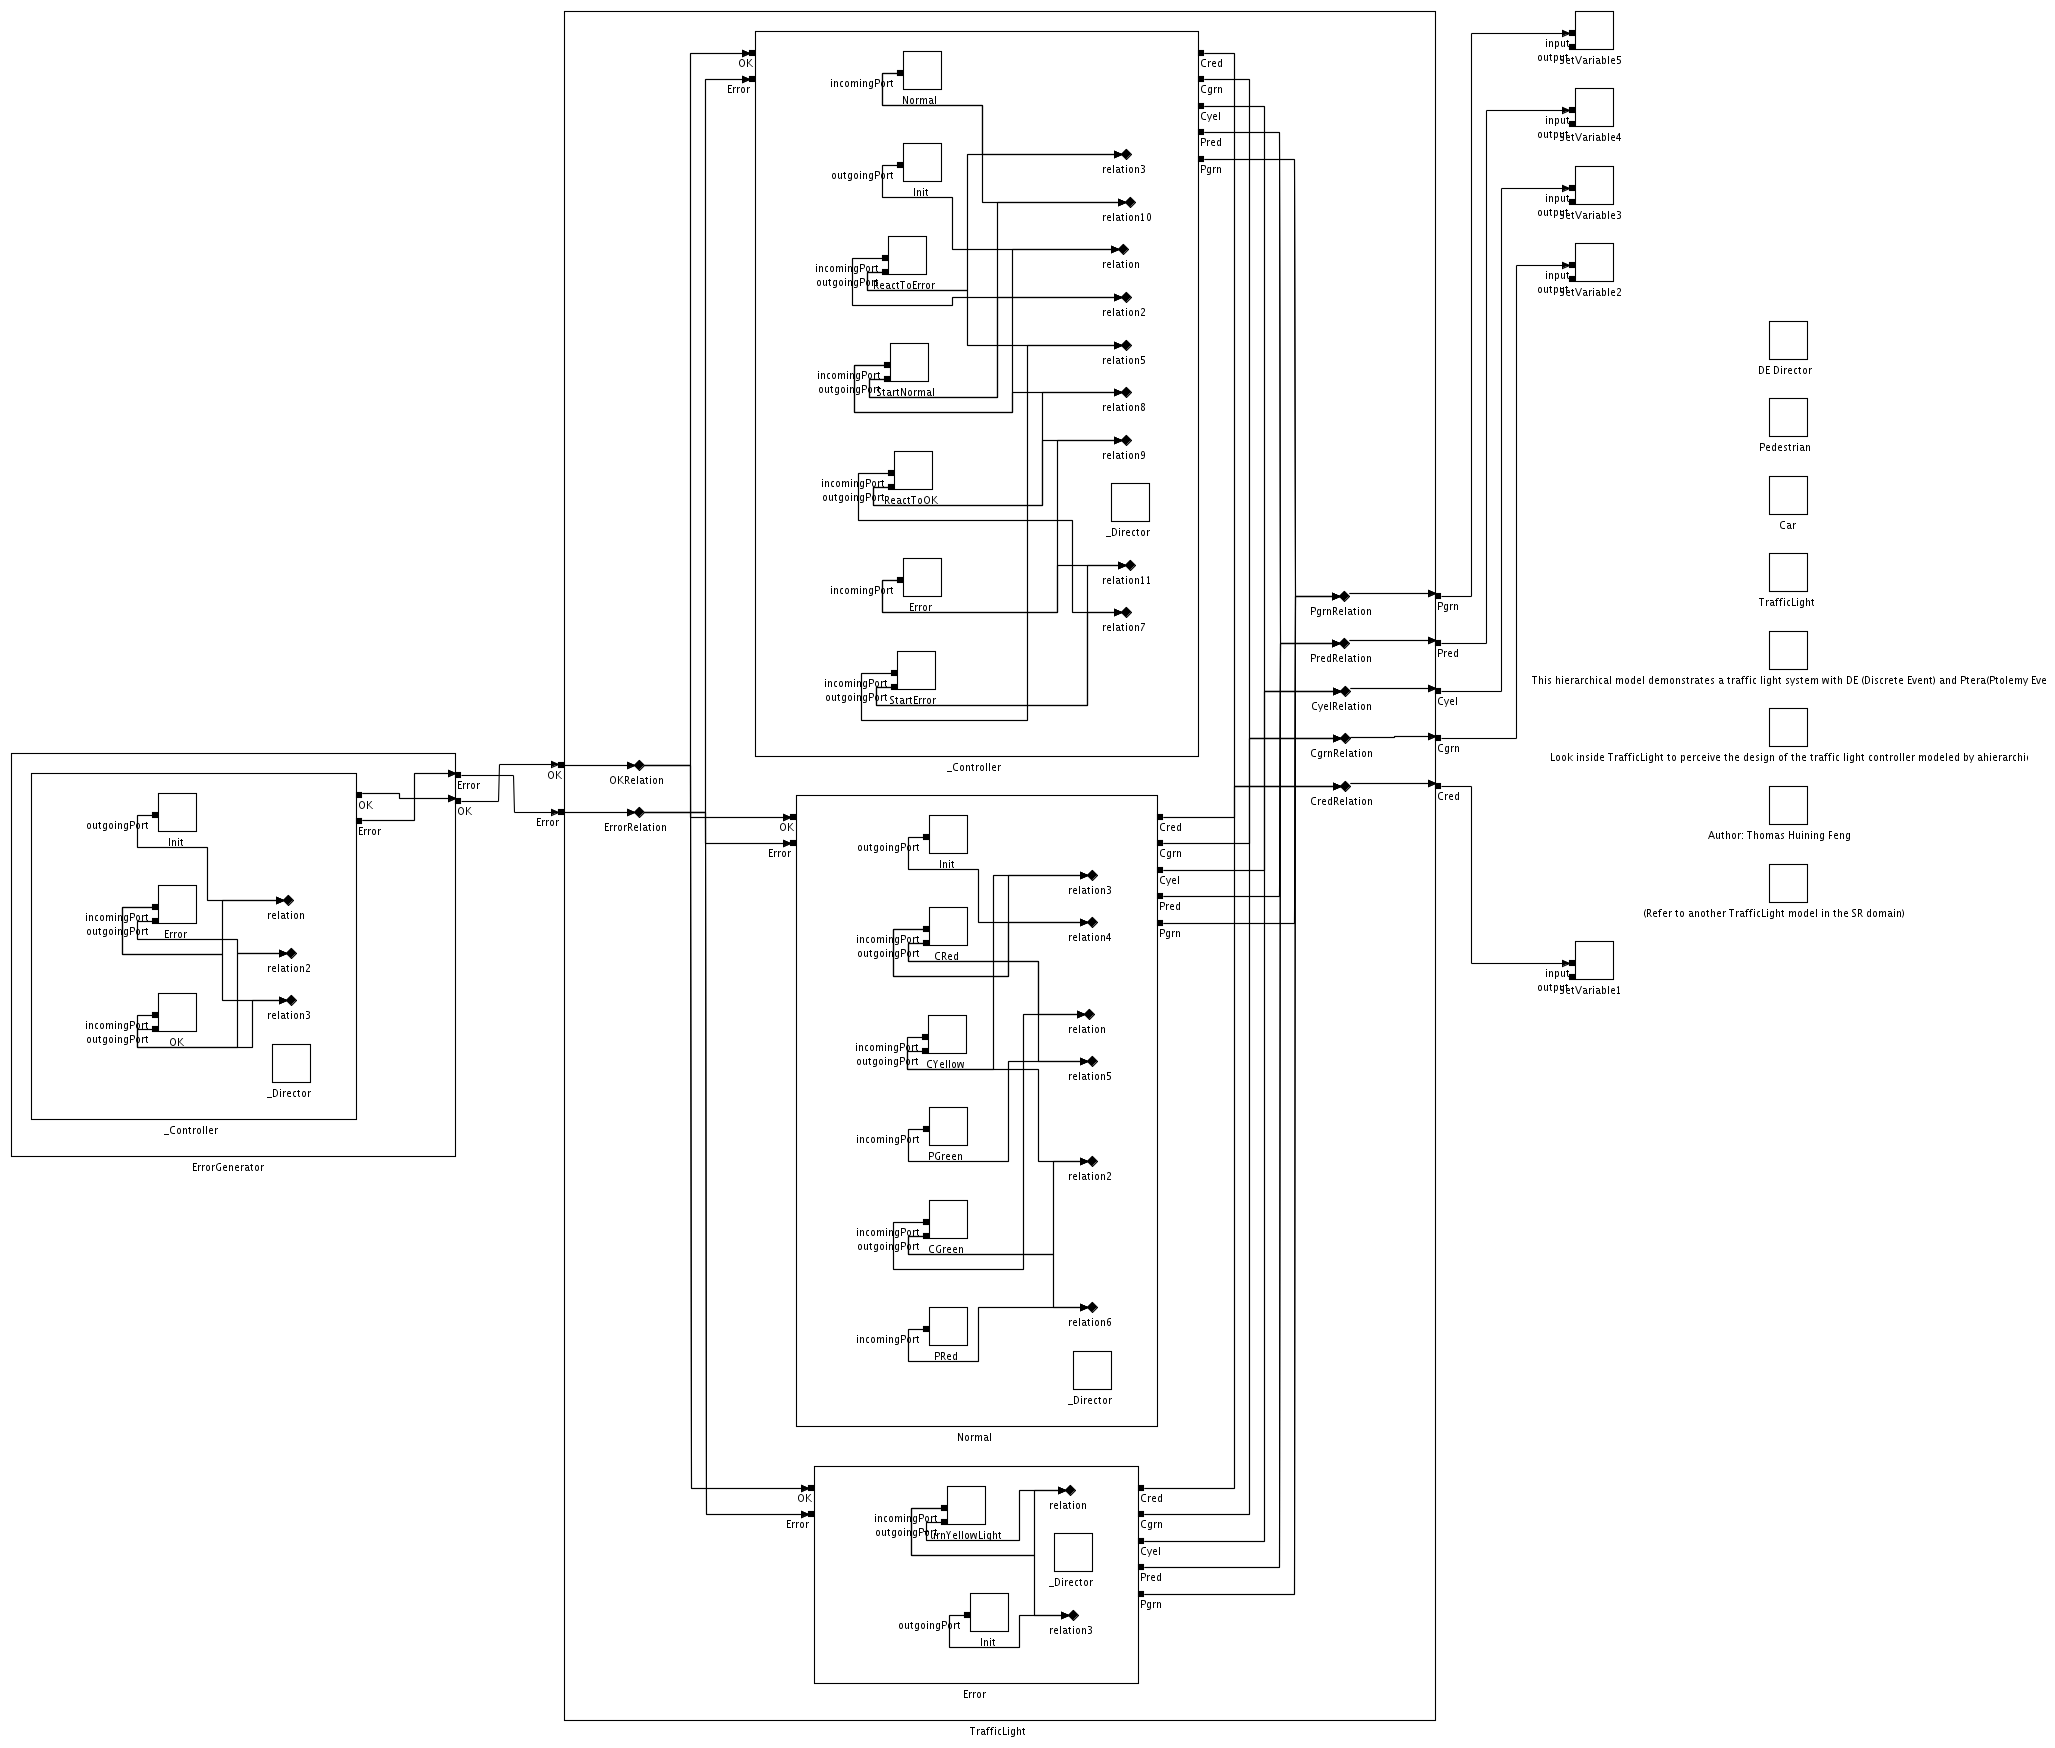 OK
Error
incomingPort
Normal
outgoingPort
Init
incomingPort
outgoingPort
ReactToError
incomingPort
outgoingPort
StartNormal
incomingPort
outgoingPort
ReactToOK
incomingPort
Error
incomingPort
outgoingPort
StartError
relation3
relation10
relation
relation2
relation5
relation8
relation9
_Director
relation11
relation7
Cred
Cgrn
Cyel
Pred
Pgrn
_Controller
outgoingPort
Init
incomingPort
outgoingPort
Error
incomingPort
outgoingPort
OK
relation
relation2
relation3
_Director
OK
Error
_Controller
Error
OK
ErrorGenerator
OK
Error
OKRelation
ErrorRelation
OK
Error
outgoingPort
Init
incomingPort
outgoingPort
CRed
incomingPort
outgoingPort
CYellow
incomingPort
PGreen
incomingPort
outgoingPort
CGreen
incomingPort
PRed
relation3
relation4
relation
relation5
relation2
relation6
_Director
Cred
Cgrn
Cyel
Pred
Pgrn
Normal
OK
Error
incomingPort
outgoingPort
TurnYellowLight
outgoingPort
Init
relation
_Director
relation3
Cred
Cgrn
Cyel
Pred
Pgrn
Error
PgrnRelation
PredRelation
CyelRelation
CgrnRelation
CredRelation
Pgrn
Pred
Cyel
Cgrn
Cred
TrafficLight
input
output
SetVariable5
input
output
SetVariable4
input
output
SetVariable3
input
output
SetVariable2
DE Director
Pedestrian
Car
TrafficLight
This hierarchical model demonstrates a traffic light system with DE (Discrete Event) and Ptera(Ptolemy Eve
Look inside TrafficLight to perceive the design of the traffic light controller modeled by ahierarchi
Author: Thomas Huining Feng
(Refer to another TrafficLight model in the SR domain)
input
output
SetVariable1